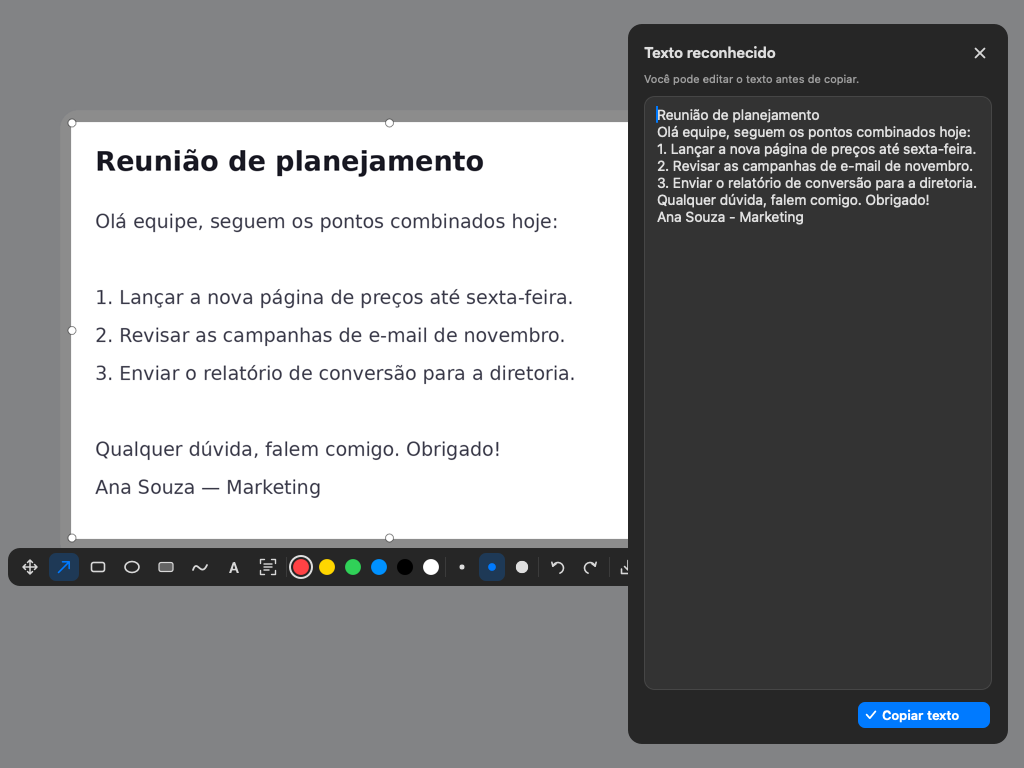 Reunião de planejamento
Olá equipe, seguem os pontos combinados hoje:
1. Lançar a nova página de preços até sexta-feira.
2. Revisar as campanhas de e-mail de novembro.
3. Enviar o relatório de conversão para a diretoria.
Qualquer dúvida, falem comigo. Obrigado!
Ana Souza — Marketing
A
Texto reconhecido
Você pode editar o texto antes de copiar.
Reunião de planejamento
Olá equipe, seguem os pontos combinados hoje:
1. Lançar a nova página de preços até sexta-feira.
2. Revisar as campanhas de e-mail de novembro.
3. Enviar o relatório de conversão para a diretoria.
Qualquer dúvida, falem comigo. Obrigado!
Ana Souza - Marketing
Copiar texto